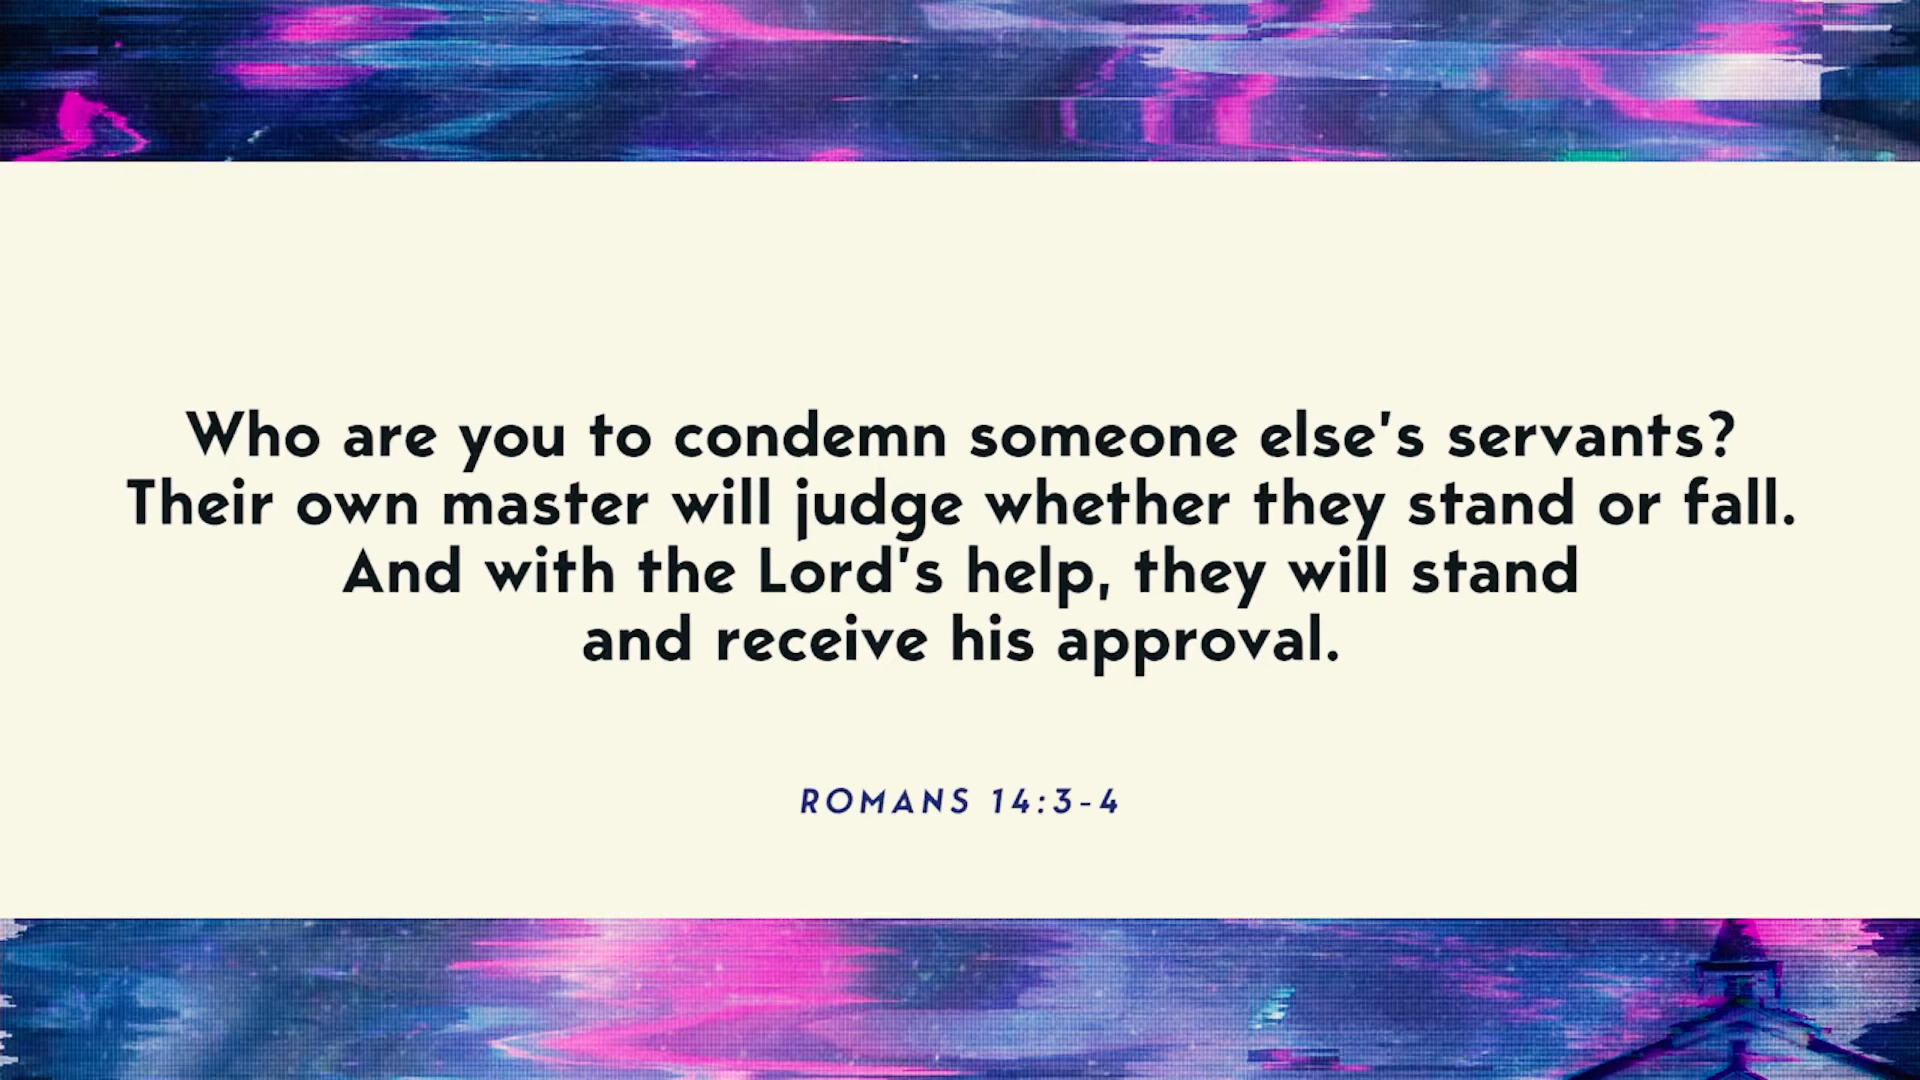 Who are you to condemn someone else's servants?
Their own master will judge whether they stand or fall.
And with the Lord's help, they will stand
and receive his approval.
ROMANS 14:3-4